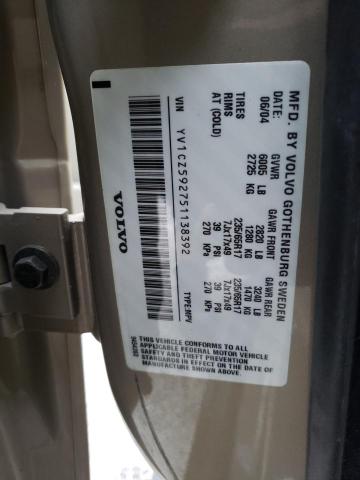 MFD. BY VOLVO GOTHENBURG SWEDEN
DATE: GVWR GAWR FRONT GAWR REAR
06/04 6005 LB 2820 LB 3240 LB
2725 KG 1280 KG 1470 KG
TIRES 235/65R17 235/65R17
RIMS 7Jx17x49 7Jx17x49
AT (COLD) 39 PSI 39 PSI
270 KPa 270 KPa
VIN YV1CZ592751138392 TYPE:MPV
VOLVO
THIS VEHICLE CONFORMS TO ALL
APPLICABLE FEDERAL MOTOR VEHICLE
SAFETY AND THEFT PREVENTION
STANDARDS IN EFFECT ON THE DATE OF
MANUFACTURE SHOWN ABOVE.